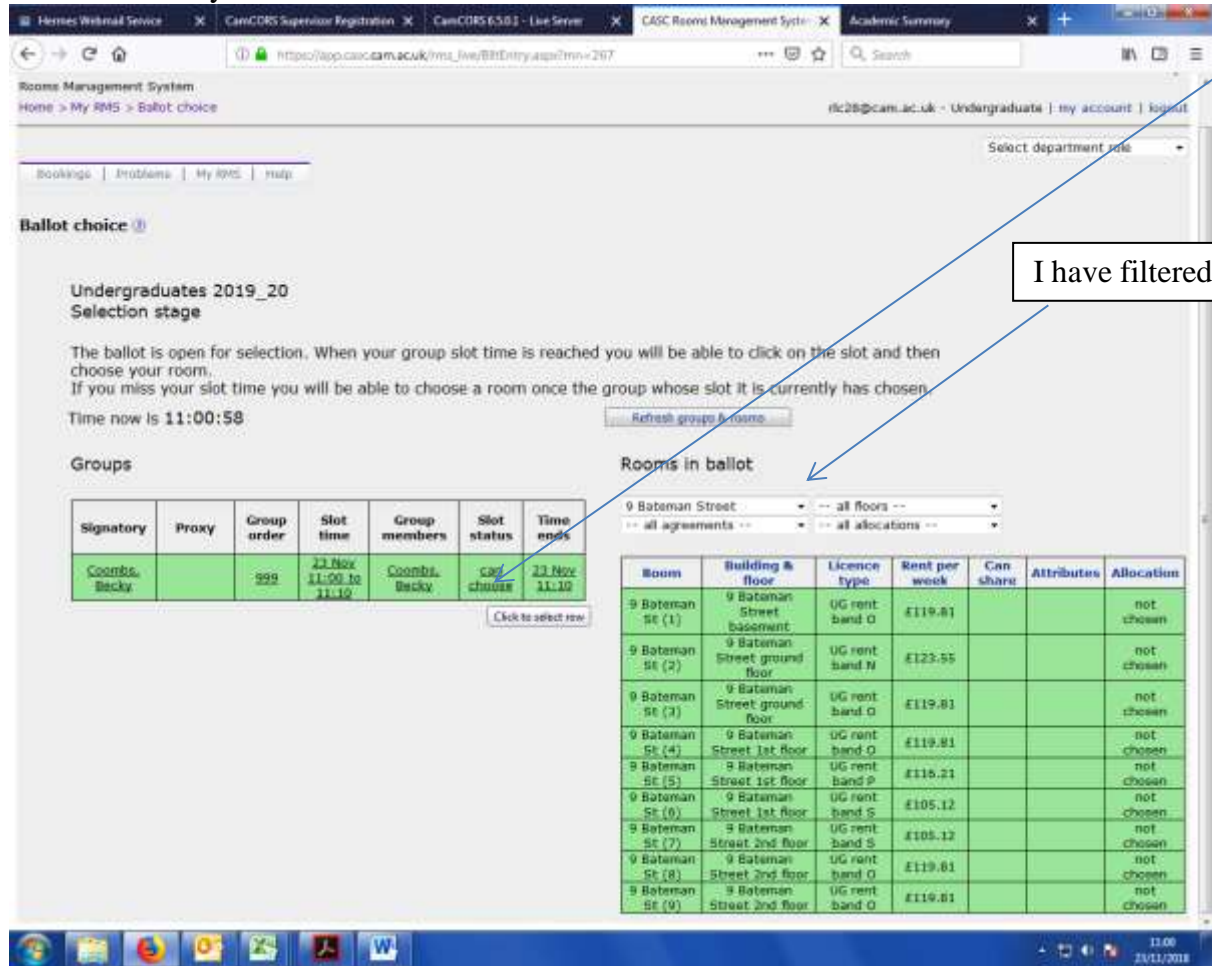 Hermes Webmail Service
CamCORS Supervisor Registration
CamCORS 6.5.0.1 - Live Server
CASC Rooms Management System
Academic Summary
https://app.casc.cam.ac.uk/rms_live/BltEntry.aspx?mn=267
Search
Rooms Management System
Home > My RMS > Ballot choice
rlc28@cam.ac.uk - Undergraduate | my account | logout
Select department role
Bookings | Problems | My RMS | Help
Ballot choice
I have filtered
Undergraduates 2019_20
Selection stage
The ballot is open for selection. When your group slot time is reached you will be able to click on the slot and then
choose your room.
If you miss your slot time you will be able to choose a room once the group whose slot it is currently has chosen.
Time now is 11:00:58
Refresh groups & rooms
Groups
Signatory Proxy Group order Slot time Group members Slot status Time ends
Coombs, Becky 999 23 Nov 11:00 to 11:10 Coombs, Becky can choose 23 Nov 11:10
Click to select row
Rooms in ballot
9 Bateman Street -- all floors --
-- all agreements -- -- all allocations --
Room Building & floor Licence type Rent per week Can share Attributes Allocation
9 Bateman St (1) 9 Bateman Street basement UG rent band O £119.81 not chosen
9 Bateman St (2) 9 Bateman Street ground floor UG rent band N £123.55 not chosen
9 Bateman St (3) 9 Bateman Street ground floor UG rent band O £119.81 not chosen
9 Bateman St (4) 9 Bateman Street 1st floor UG rent band O £119.81 not chosen
9 Bateman St (5) 9 Bateman Street 1st floor UG rent band P £116.21 not chosen
9 Bateman St (6) 9 Bateman Street 1st floor UG rent band S £105.12 not chosen
9 Bateman St (7) 9 Bateman Street 2nd floor UG rent band S £105.12 not chosen
9 Bateman St (8) 9 Bateman Street 2nd floor UG rent band O £119.81 not chosen
9 Bateman St (9) 9 Bateman Street 2nd floor UG rent band O £119.81 not chosen
11:00
23/11/2018